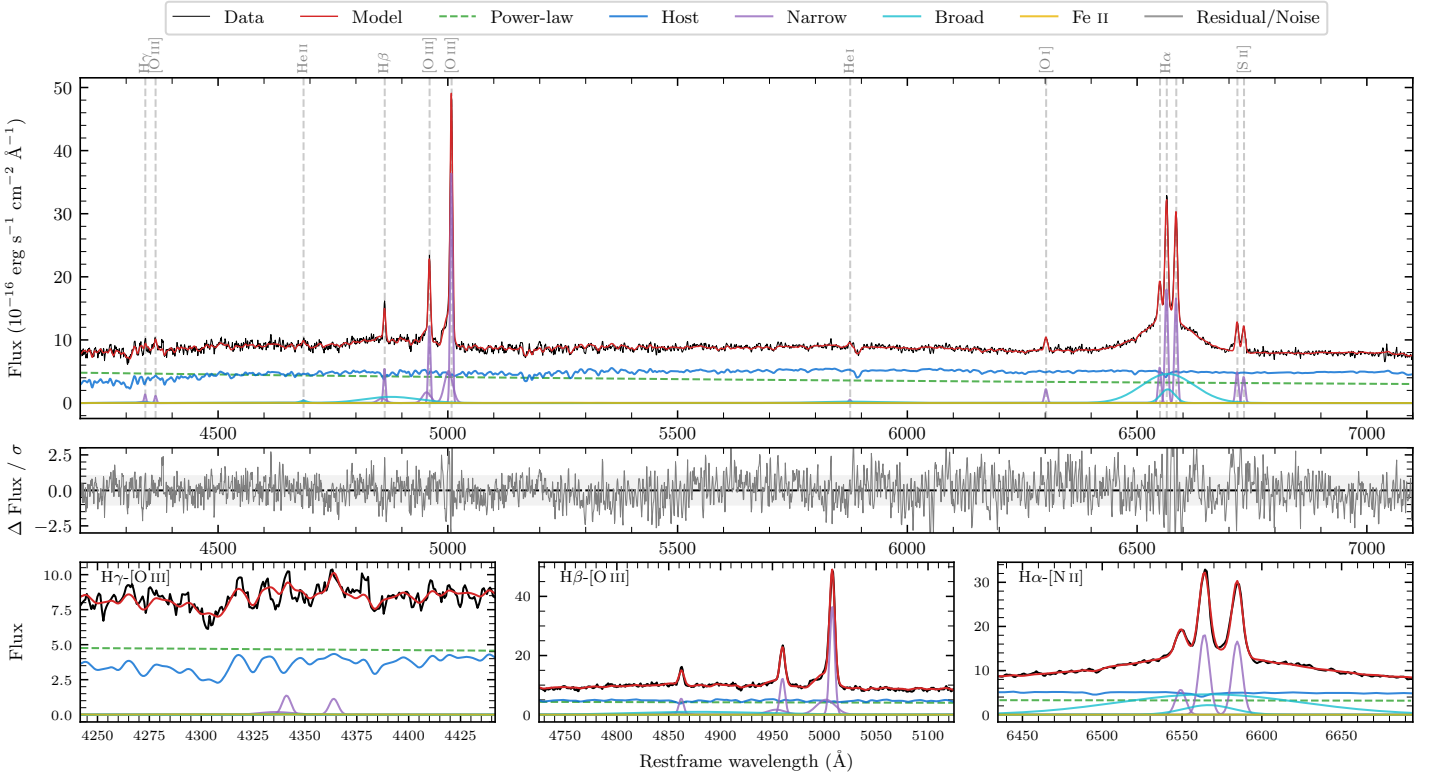 Data Model Power-law Host Narrow Broad Fe II Residual/Noise
Hγ [O III] He II Hβ [O III] [O III] He I [O I] Hα [S II]
Flux (10⁻¹⁶ erg s⁻¹ cm⁻² Å⁻¹)
50
40
30
20
10
0
4500 5000 5500 6000 6500 7000
Δ Flux / σ
2.5
0.0
−2.5
4500 5000 5500 6000 6500 7000
Flux
Hγ-[O III]
10.0
7.5
5.0
2.5
0.0
4250 4275 4300 4325 4350 4375 4400 4425
Hβ-[O III]
40
20
0
4750 4800 4850 4900 4950 5000 5050 5100
Hα-[N II]
30
20
10
0
6450 6500 6550 6600 6650
Restframe wavelength (Å)